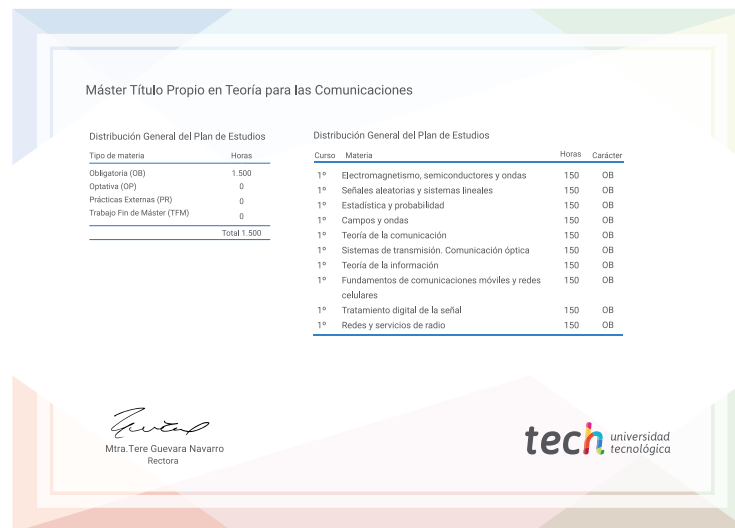 Máster Título Propio en Teoría para las Comunicaciones
Distribución General del Plan de Estudios
Tipo de materia Horas
Obligatoria (OB) 1.500
Optativa (OP) 0
Prácticas Externas (PR) 0
Trabajo Fin de Máster (TFM) 0
Total 1.500
Distribución General del Plan de Estudios
Curso Materia Horas Carácter
1º Electromagnetismo, semiconductores y ondas 150 OB
1º Señales aleatorias y sistemas lineales 150 OB
1º Estadística y probabilidad 150 OB
1º Campos y ondas 150 OB
1º Teoría de la comunicación 150 OB
1º Sistemas de transmisión. Comunicación óptica 150 OB
1º Teoría de la información 150 OB
1º Fundamentos de comunicaciones móviles y redes 150 OB
celulares
1º Tratamiento digital de la señal 150 OB
1º Redes y servicios de radio 150 OB
Mtra.Tere Guevara Navarro
Rectora
tech universidad
tecnológica